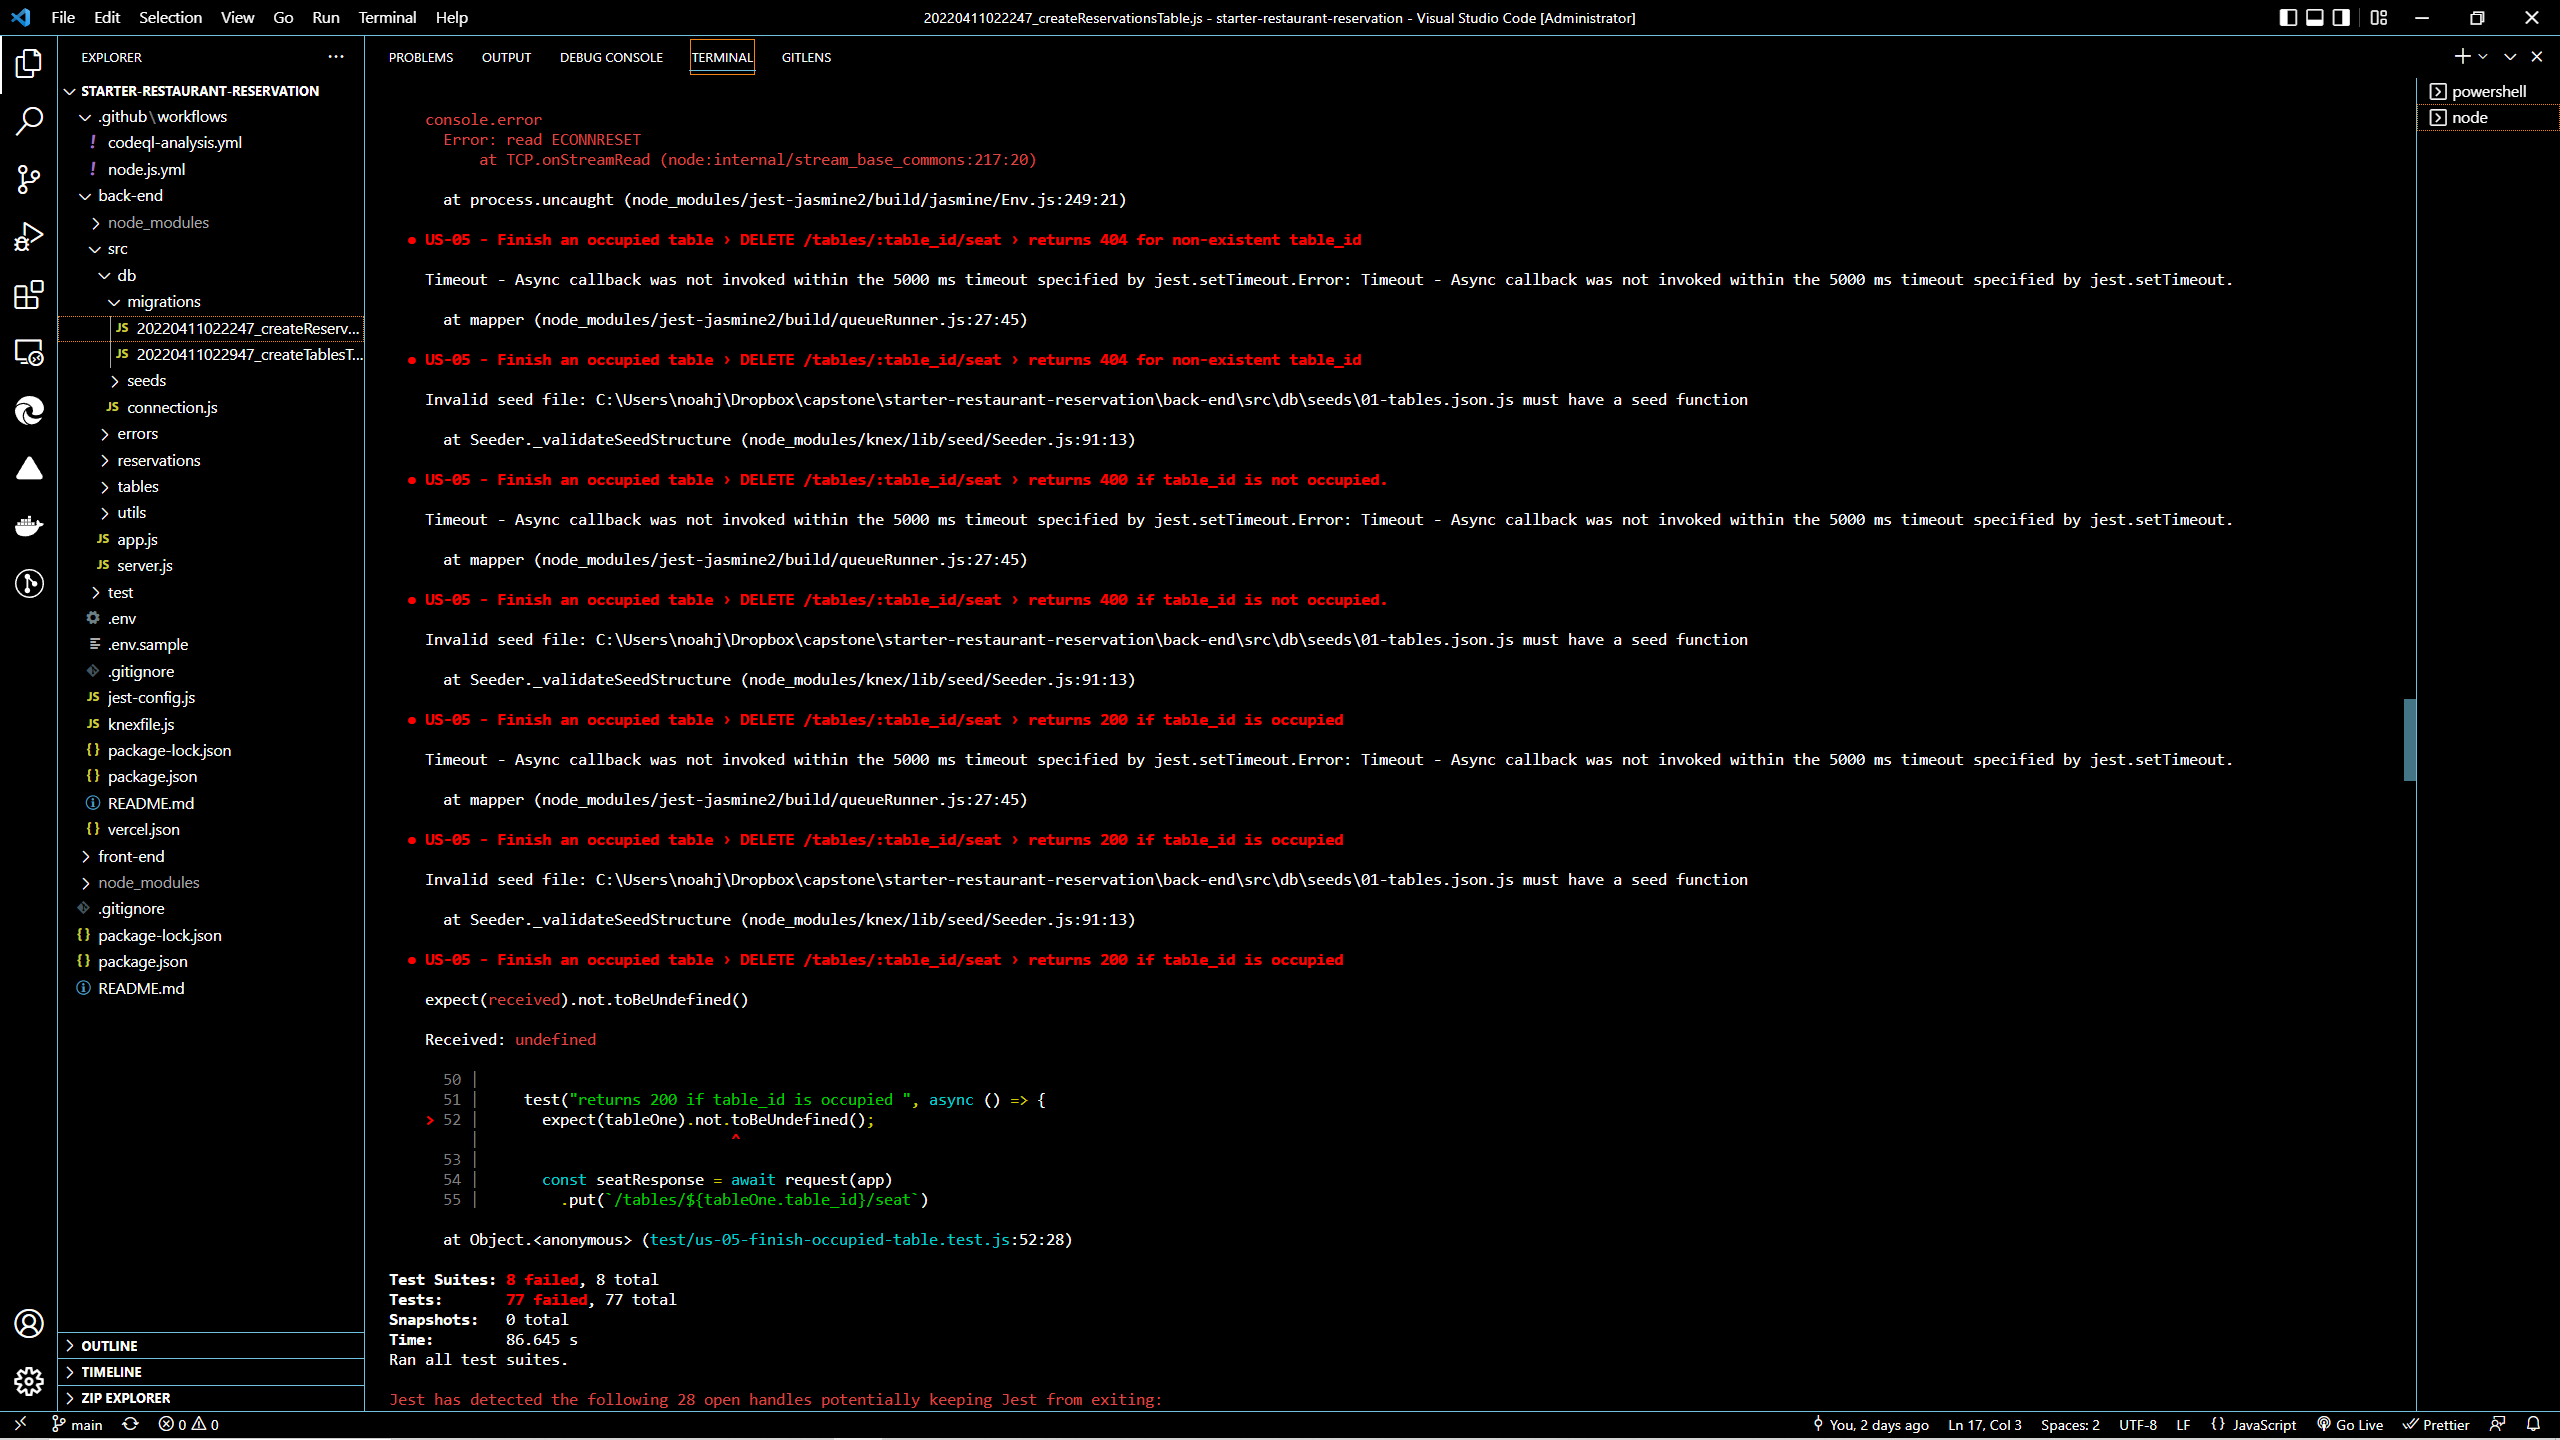 File Edit Selection View Go Run Terminal Help
20220411022247_createReservationsTable.js - starter-restaurant-reservation - Visual Studio Code [Administrator]
EXPLORER
PROBLEMS OUTPUT DEBUG CONSOLE TERMINAL GITLENS
STARTER-RESTAURANT-RESERVATION
.github\workflows
! codeql-analysis.yml
! node.js.yml
back-end
node_modules
src
db
migrations
JS 20220411022247_createReserv...
JS 20220411022947_createTablesT...
seeds
JS connection.js
errors
reservations
tables
utils
JS app.js
JS server.js
test
.env
.env.sample
.gitignore
JS jest-config.js
JS knexfile.js
{} package-lock.json
{} package.json
README.md
{} vercel.json
front-end
node_modules
.gitignore
{} package-lock.json
{} package.json
README.md
OUTLINE
TIMELINE
ZIP EXPLORER
console.error
Error: read ECONNRESET
at TCP.onStreamRead (node:internal/stream_base_commons:217:20)
at process.uncaught (node_modules/jest-jasmine2/build/jasmine/Env.js:249:21)
● US-05 - Finish an occupied table › DELETE /tables/:table_id/seat › returns 404 for non-existent table_id
Timeout - Async callback was not invoked within the 5000 ms timeout specified by jest.setTimeout.Error: Timeout - Async callback was not invoked within the 5000 ms timeout specified by jest.setTimeout.
at mapper (node_modules/jest-jasmine2/build/queueRunner.js:27:45)
● US-05 - Finish an occupied table › DELETE /tables/:table_id/seat › returns 404 for non-existent table_id
Invalid seed file: C:\Users\noahj\Dropbox\capstone\starter-restaurant-reservation\back-end\src\db\seeds\01-tables.json.js must have a seed function
at Seeder._validateSeedStructure (node_modules/knex/lib/seed/Seeder.js:91:13)
● US-05 - Finish an occupied table › DELETE /tables/:table_id/seat › returns 400 if table_id is not occupied.
Timeout - Async callback was not invoked within the 5000 ms timeout specified by jest.setTimeout.Error: Timeout - Async callback was not invoked within the 5000 ms timeout specified by jest.setTimeout.
at mapper (node_modules/jest-jasmine2/build/queueRunner.js:27:45)
● US-05 - Finish an occupied table › DELETE /tables/:table_id/seat › returns 400 if table_id is not occupied.
Invalid seed file: C:\Users\noahj\Dropbox\capstone\starter-restaurant-reservation\back-end\src\db\seeds\01-tables.json.js must have a seed function
at Seeder._validateSeedStructure (node_modules/knex/lib/seed/Seeder.js:91:13)
● US-05 - Finish an occupied table › DELETE /tables/:table_id/seat › returns 200 if table_id is occupied
Timeout - Async callback was not invoked within the 5000 ms timeout specified by jest.setTimeout.Error: Timeout - Async callback was not invoked within the 5000 ms timeout specified by jest.setTimeout.
at mapper (node_modules/jest-jasmine2/build/queueRunner.js:27:45)
● US-05 - Finish an occupied table › DELETE /tables/:table_id/seat › returns 200 if table_id is occupied
Invalid seed file: C:\Users\noahj\Dropbox\capstone\starter-restaurant-reservation\back-end\src\db\seeds\01-tables.json.js must have a seed function
at Seeder._validateSeedStructure (node_modules/knex/lib/seed/Seeder.js:91:13)
● US-05 - Finish an occupied table › DELETE /tables/:table_id/seat › returns 200 if table_id is occupied
expect(received).not.toBeUndefined()
Received: undefined
50 |
51 | test("returns 200 if table_id is occupied ", async () => {
> 52 | expect(tableOne).not.toBeUndefined();
| ^
53 |
54 | const seatResponse = await request(app)
55 | .put(`/tables/${tableOne.table_id}/seat`)
at Object.<anonymous> (test/us-05-finish-occupied-table.test.js:52:28)
Test Suites: 8 failed, 8 total
Tests: 77 failed, 77 total
Snapshots: 0 total
Time: 86.645 s
Ran all test suites.
Jest has detected the following 28 open handles potentially keeping Jest from exiting:
powershell
node
main 0 0
You, 2 days ago Ln 17, Col 3 Spaces: 2 UTF-8 LF {} JavaScript Go Live Prettier